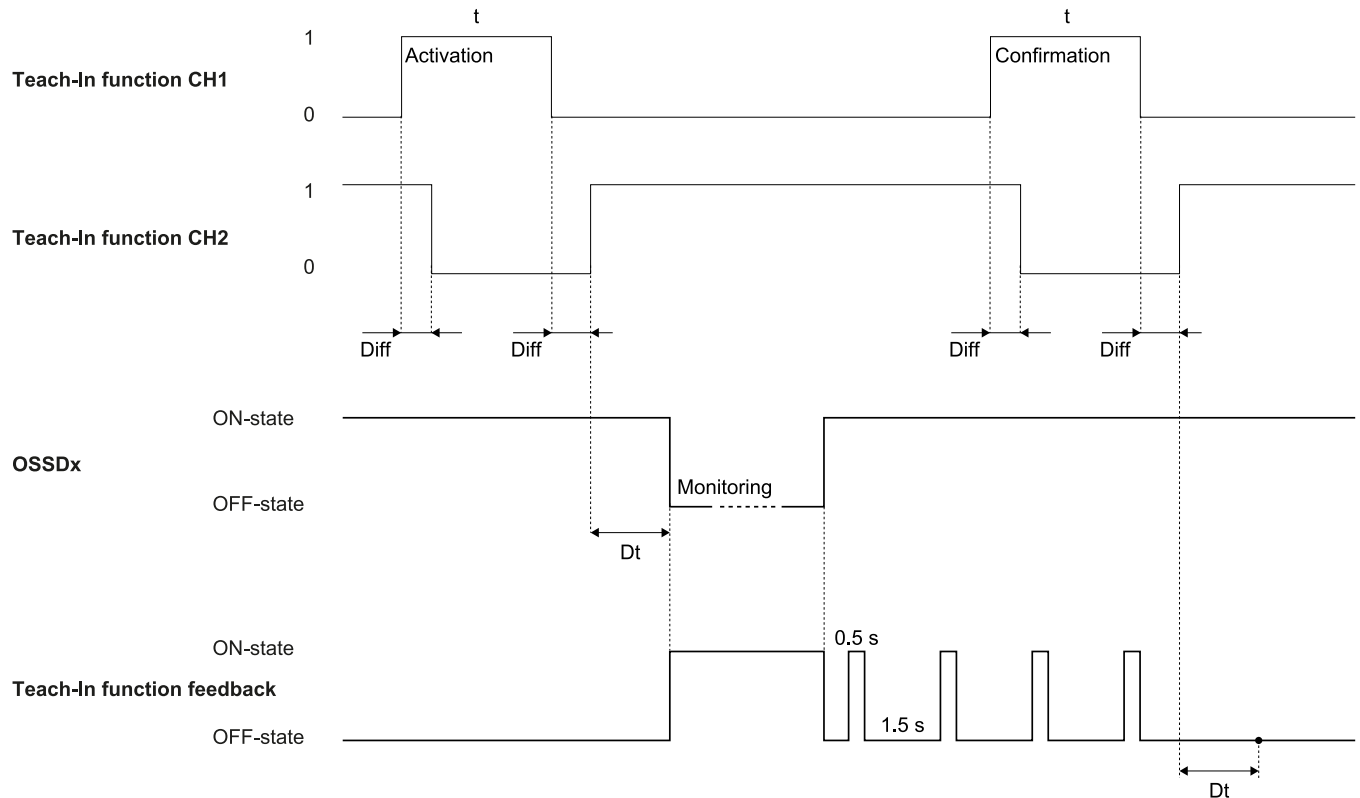 t t
1
Activation Confirmation
Teach-In function CH1
0
1
Teach-In function CH2
0
Diff Diff Diff Diff
ON-state
OSSDx
Monitoring
OFF-state
Dt
ON-state
0.5 s
Teach-In function feedback
1.5 s
OFF-state
Dt